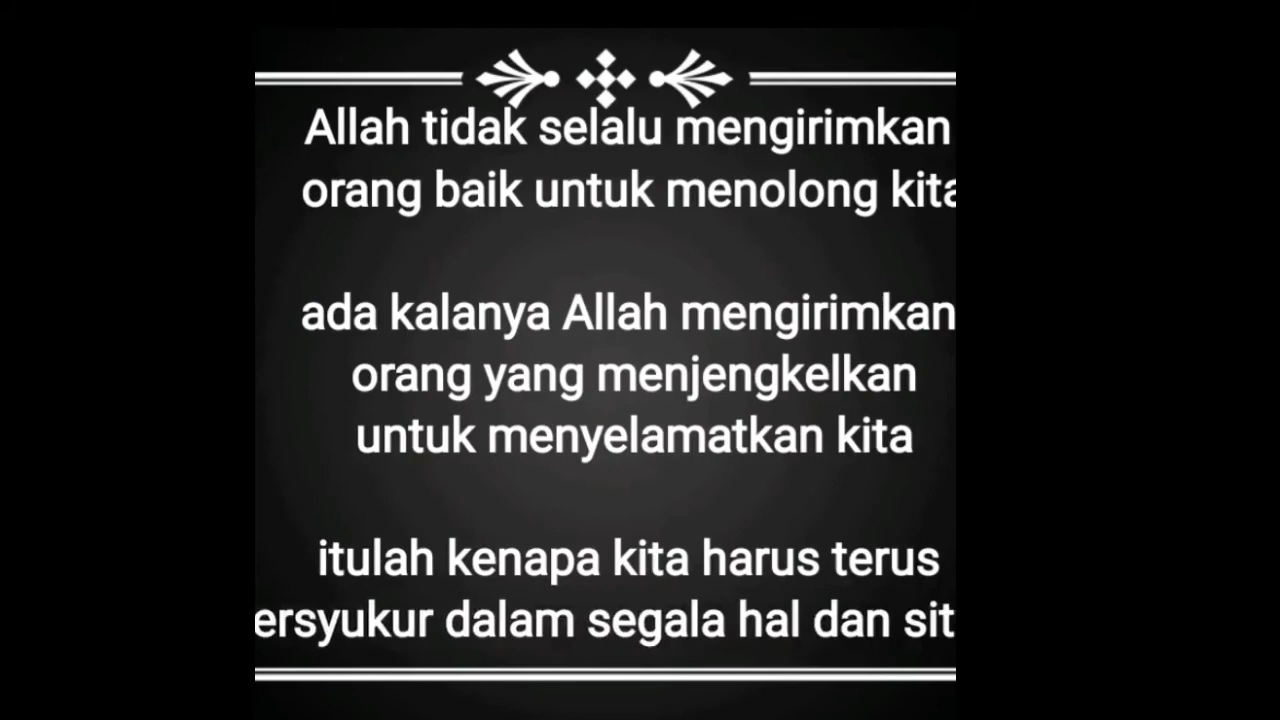 Allah tidak selalu mengirimkan
orang baik untuk menolong kita
ada kalanya Allah mengirimkan
orang yang menjengkelkan
untuk menyelamatkan kita
itulah kenapa kita harus terus
ersyukur dalam segala hal dan sit